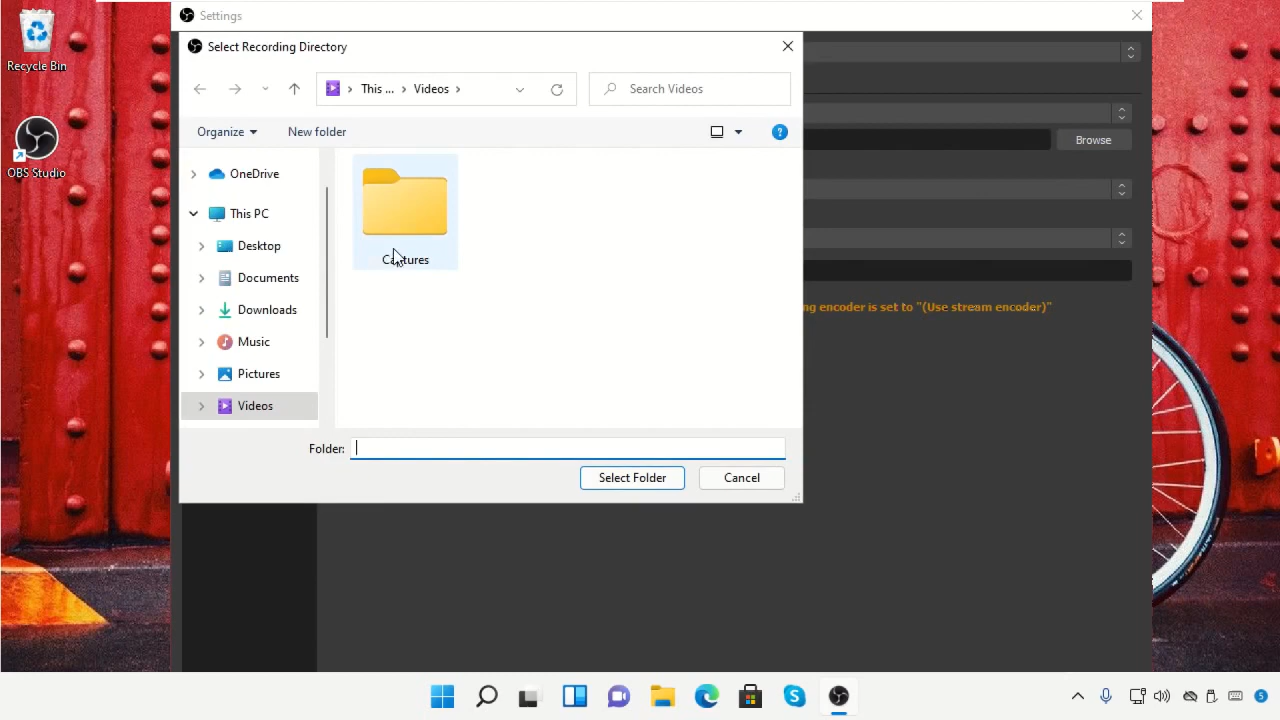 Settings
Recycle Bin
Select Recording Directory
This ...
Videos
Search Videos
Organize
New folder
Browse
OneDrive
This PC
OBS Studio
Desktop
Captures
Documents
Downloads
ng encoder is set to "(Use stream encoder)"
Music
Pictures
Videos
Folder:
Select Folder
Cancel
5